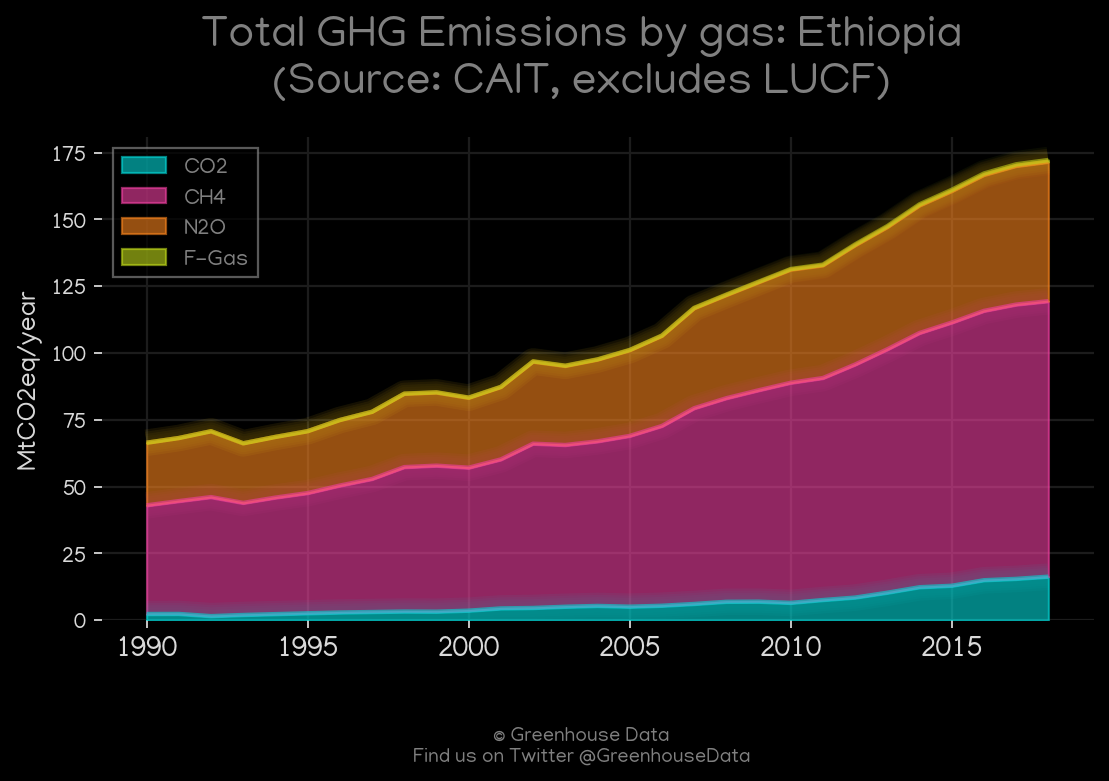 Total GHG Emissions by gas: Ethiopia
(Source: CAIT, excludes LUCF)
CO2
CH4
N2O
F-Gas
MtCO2eq/year
175
150
125
100
75
50
25
0
1990 1995 2000 2005 2010 2015
© Greenhouse Data
Find us on Twitter @GreenhouseData